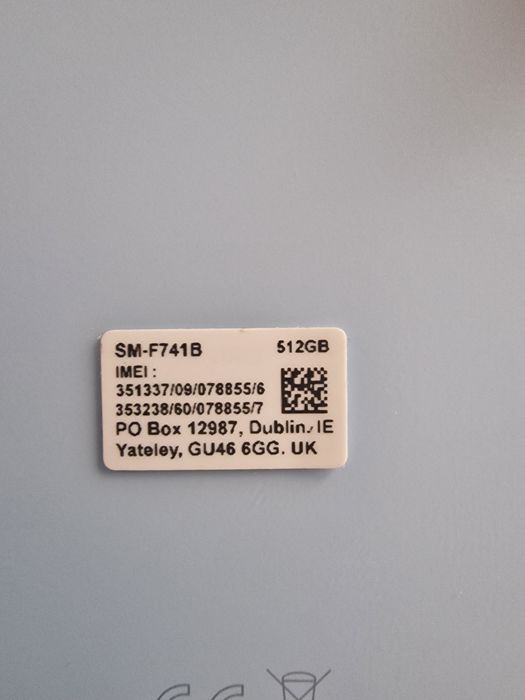 SM-F741B 512GB
IMEI :
351337/09/078855/6
353238/60/078855/7
PO Box 12987, Dublin. IE
Yateley, GU46 6GG. UK
CE